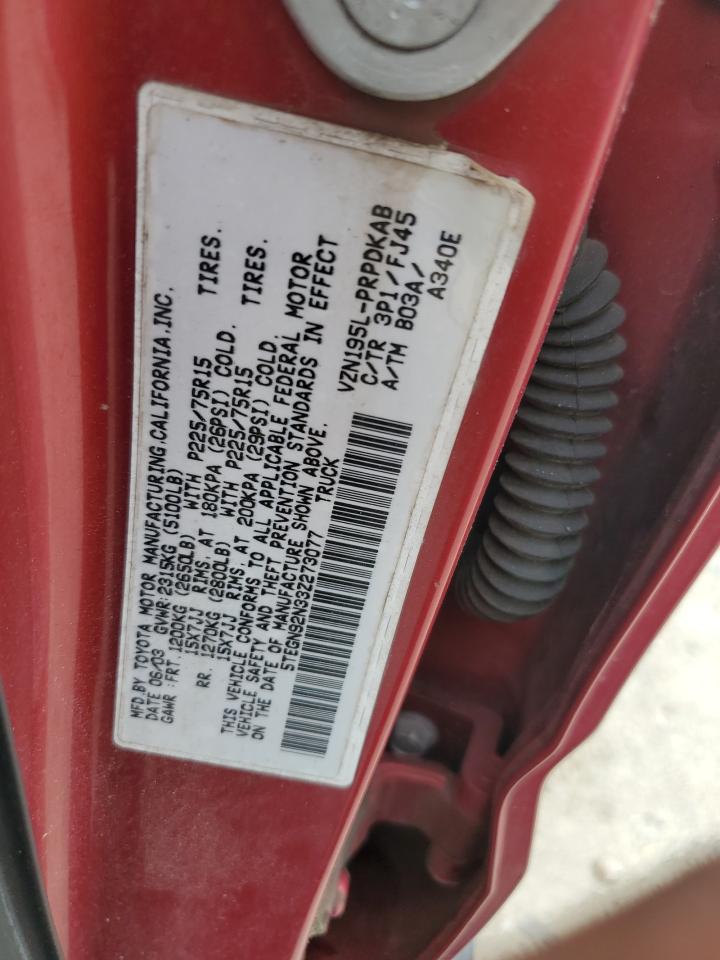 MFD.BY TOYOTA MOTOR MANUFACTURING,CALIFORNIA,INC.
DATE 06/03 GVWR:2315KG(5100LB)
GAWR :FRT.1200KG (2650LB) WITH P225/75R15 TIRES.
15X7JJ RIMS. AT 180KPA (26PSI) COLD.
RR. 1270KG (2800LB) WITH P225/75R15 TIRES.
15X7JJ RIMS. AT 200KPA (29PSI) COLD.
THIS VEHICLE CONFORMS TO ALL APPLICABLE FEDERAL MOTOR
VEHICLE SAFETY AND THEFT PREVENTION STANDARDS IN EFFECT
ON THE DATE OF MANUFACTURE SHOWN ABOVE.
5TEGN92N33Z273077 TRUCK
VZN195L-PRPDKAB
C/TR 3P1/FJ45
A/TM B03A/
A340E